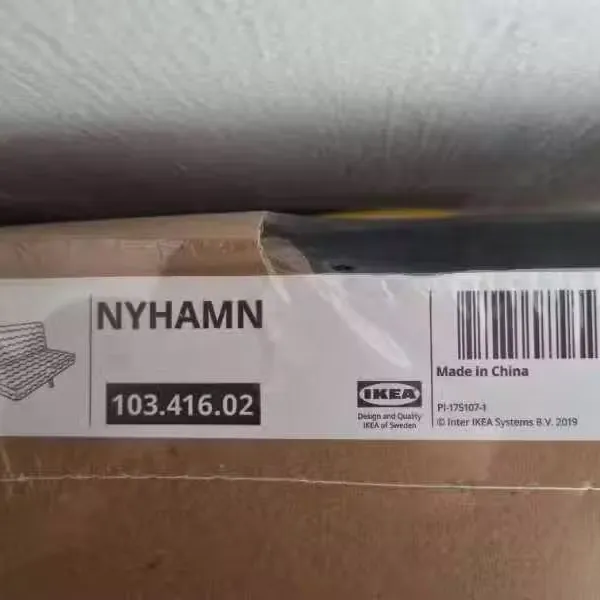 NYHAMN
103.416.02
IKEA
Design and Quality
IKEA of Sweden
Made in China
PI-175107-1
© Inter IKEA Systems B.V. 2019